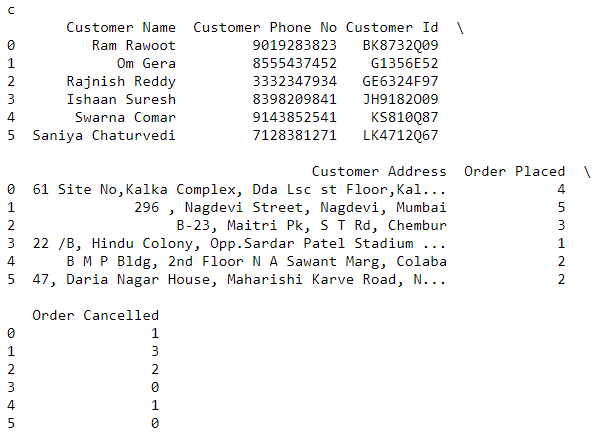 c
Customer Name Customer Phone No Customer Id \
0 Ram Rawoot 9019283823 BK8732Q09
1 Om Gera 8555437452 G1356E52
2 Rajnish Reddy 3332347934 GE6324F97
3 Ishaan Suresh 8398209841 JH9182O09
4 Swarna Comar 9143852541 KS810Q87
5 Saniya Chaturvedi 7128381271 LK4712Q67
Customer Address Order Placed \
0 61 Site No,Kalka Complex, Dda Lsc st Floor,Kal... 4
1 296 , Nagdevi Street, Nagdevi, Mumbai 5
2 B-23, Maitri Pk, S T Rd, Chembur 3
3 22 /B, Hindu Colony, Opp.Sardar Patel Stadium ... 1
4 B M P Bldg, 2nd Floor N A Sawant Marg, Colaba 2
5 47, Daria Nagar House, Maharishi Karve Road, N... 2
Order Cancelled
0 1
1 3
2 2
3 0
4 1
5 0